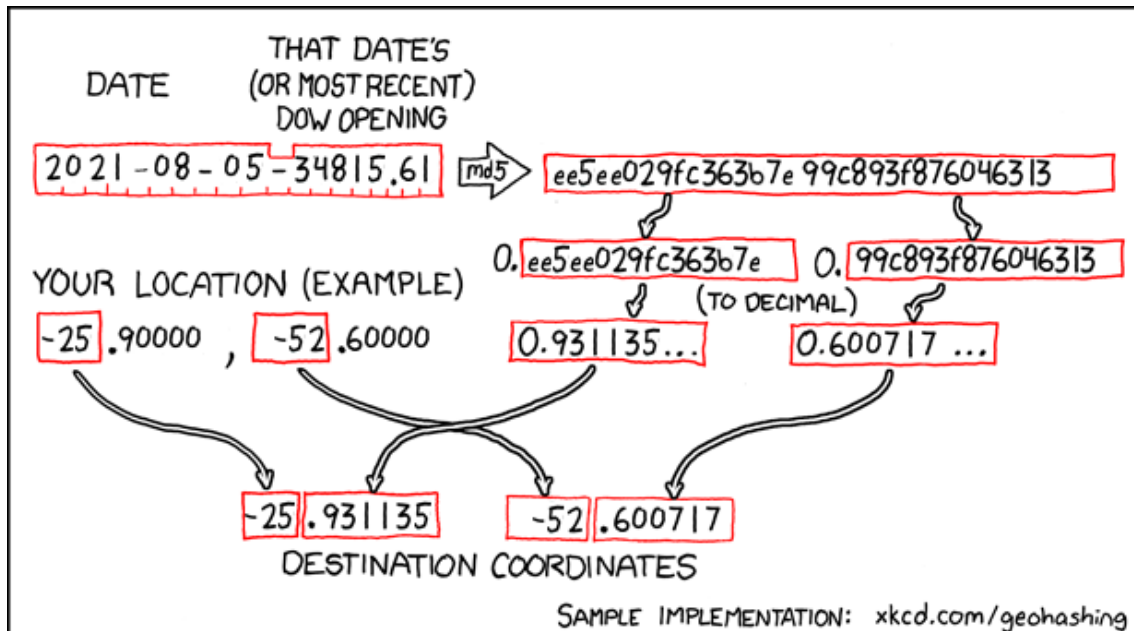 DATE
THAT DATE'S
(OR MOST RECENT)
DOW OPENING
2021-08-05-34815.61
md5
ee5ee029fc363b7e99c893f876046313
0.ee5ee029fc363b7e
0.99c893f876046313
YOUR LOCATION (EXAMPLE)
(TO DECIMAL)
-25.90000, -52.60000
0.931135...
0.600717...
-25.931135
-52.600717
DESTINATION COORDINATES
SAMPLE IMPLEMENTATION: xkcd.com/geohashing